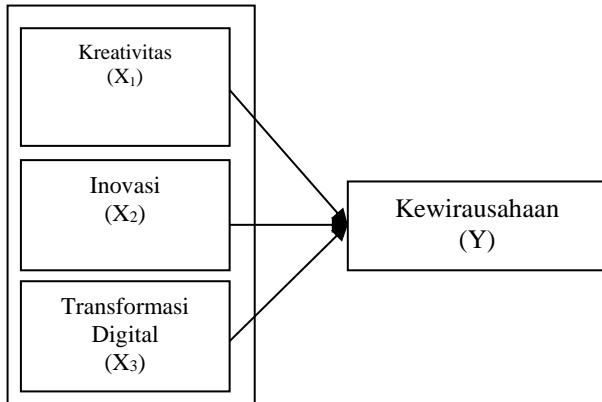 Kreativitas
(X₁)
Inovasi
(X₂)
Transformasi
Digital
(X₃)
Kewirausahaan
(Y)